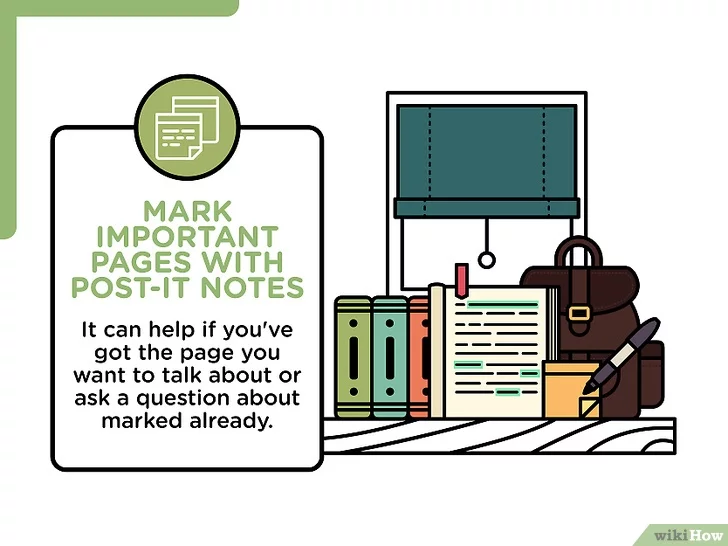 MARK
IMPORTANT
PAGES WITH
POST-IT NOTES
It can help if you've
got the page you
want to talk about or
ask a question about
marked already.
wikiHow